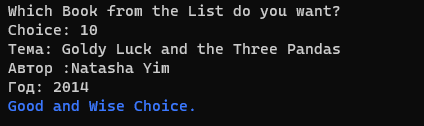 Which Book from the List do you want?
Choice: 10
Тема: Goldy Luck and the Three Pandas
Автор :Natasha Yim
Год: 2014
Good and Wise Choice.